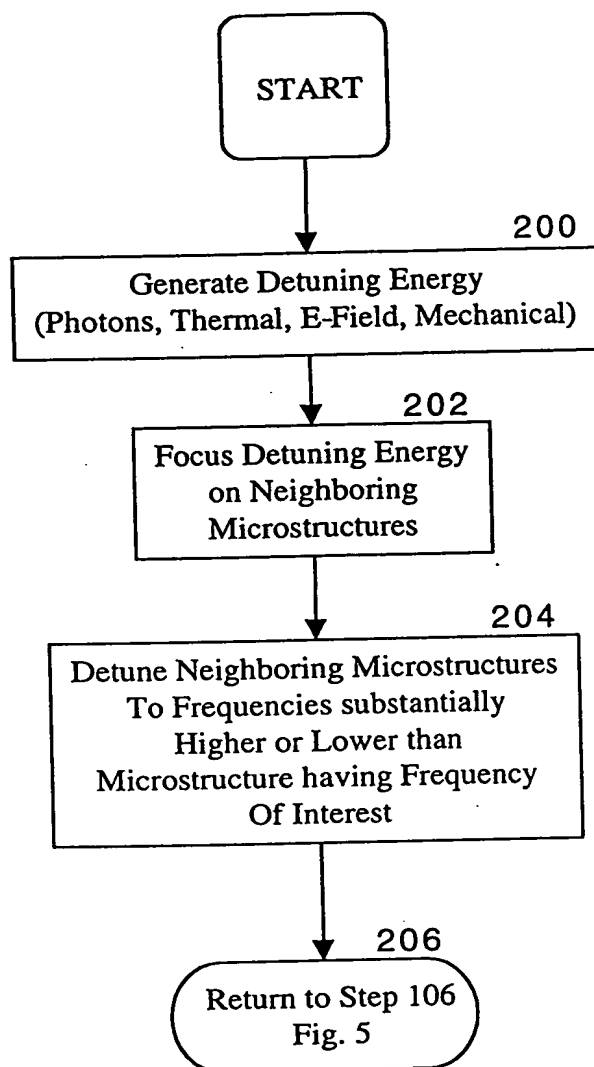 START
200
Generate Detuning Energy
(Photons, Thermal, E-Field, Mechanical)
202
Focus Detuning Energy
on Neighboring
Microstructures
204
Detune Neighboring Microstructures
To Frequencies substantially
Higher or Lower than
Microstructure having Frequency
Of Interest
206
Return to Step 106
Fig. 5